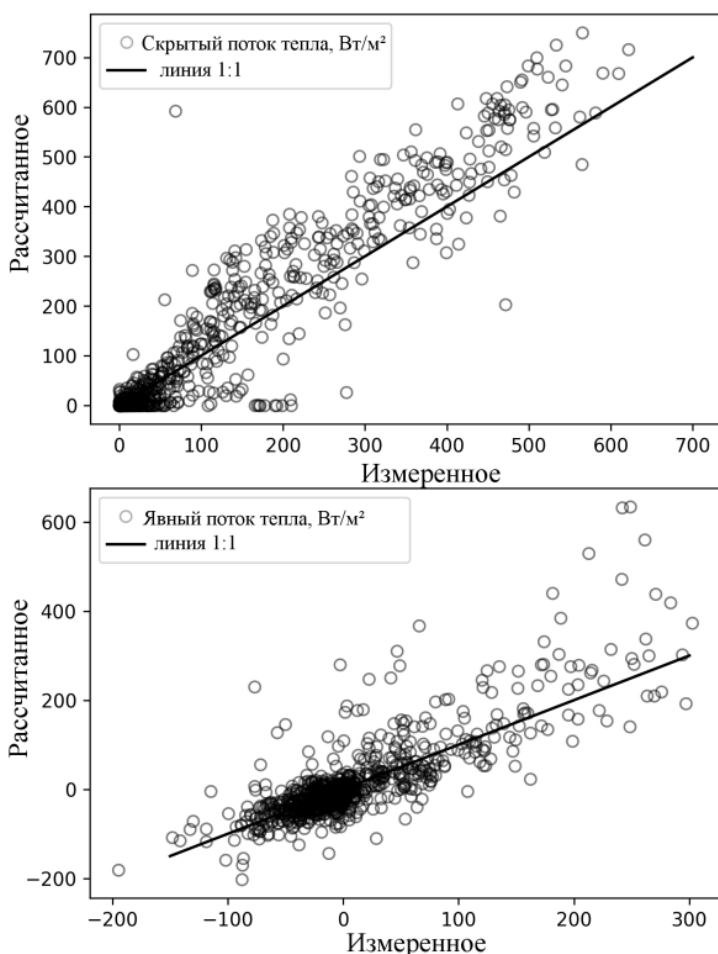 Скрытый поток тепла, Вт/м²
линия 1:1
Рассчитанное
700
600
500
400
300
200
100
0
0 100 200 300 400 500 600 700
Измеренное
Явный поток тепла, Вт/м²
линия 1:1
Рассчитанное
600
400
200
0
−200
−200 −100 0 100 200 300
Измеренное